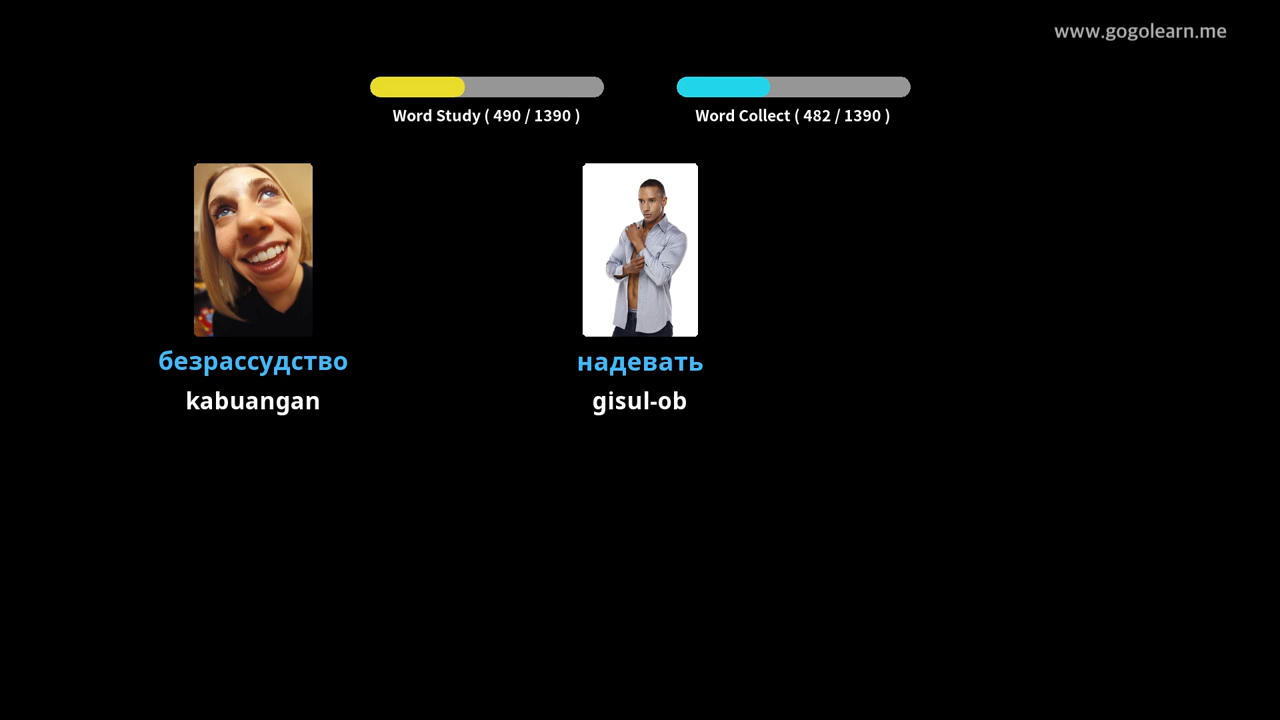 www.gogolearn.me
Word Study ( 490 / 1390 )
Word Collect ( 482 / 1390 )
безрассудство
kabuangan
надевать
gisul-ob